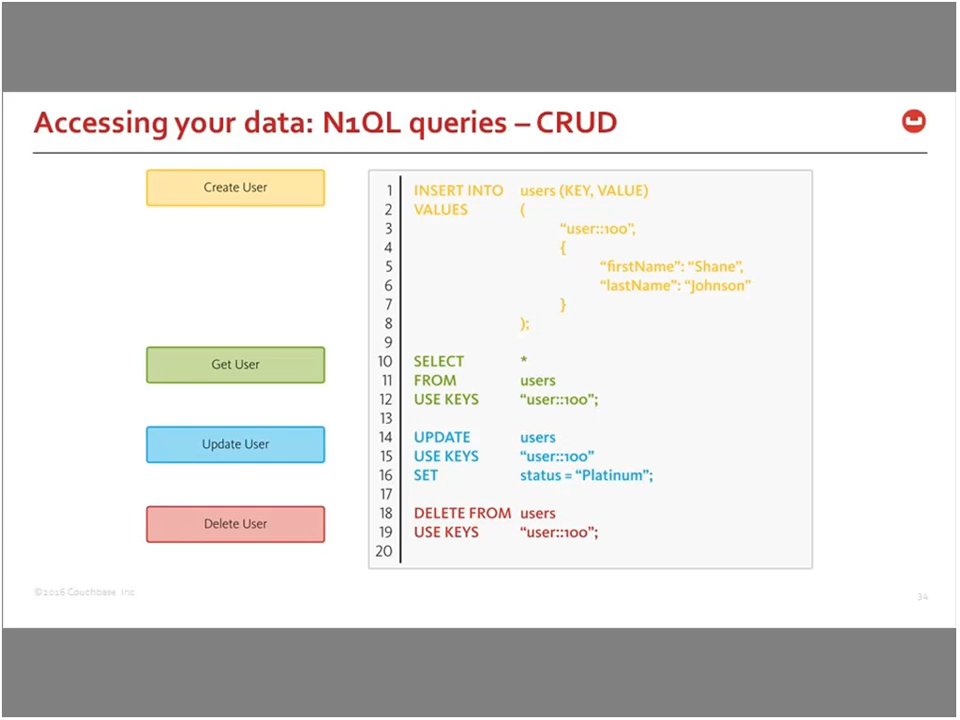 Accessing your data: N1QL queries – CRUD
Create User
Get User
Update User
Delete User
1 INSERT INTO users (KEY, VALUE)
2 VALUES (
3 “user::100”,
4 {
5 “firstName”: “Shane”,
6 “lastName”: “Johnson”
7 }
8 );
9
10 SELECT *
11 FROM users
12 USE KEYS “user::100”;
13
14 UPDATE users
15 USE KEYS “user::100”
16 SET status = “Platinum”;
17
18 DELETE FROM users
19 USE KEYS “user::100”;
20
©2016 Couchbase Inc
34